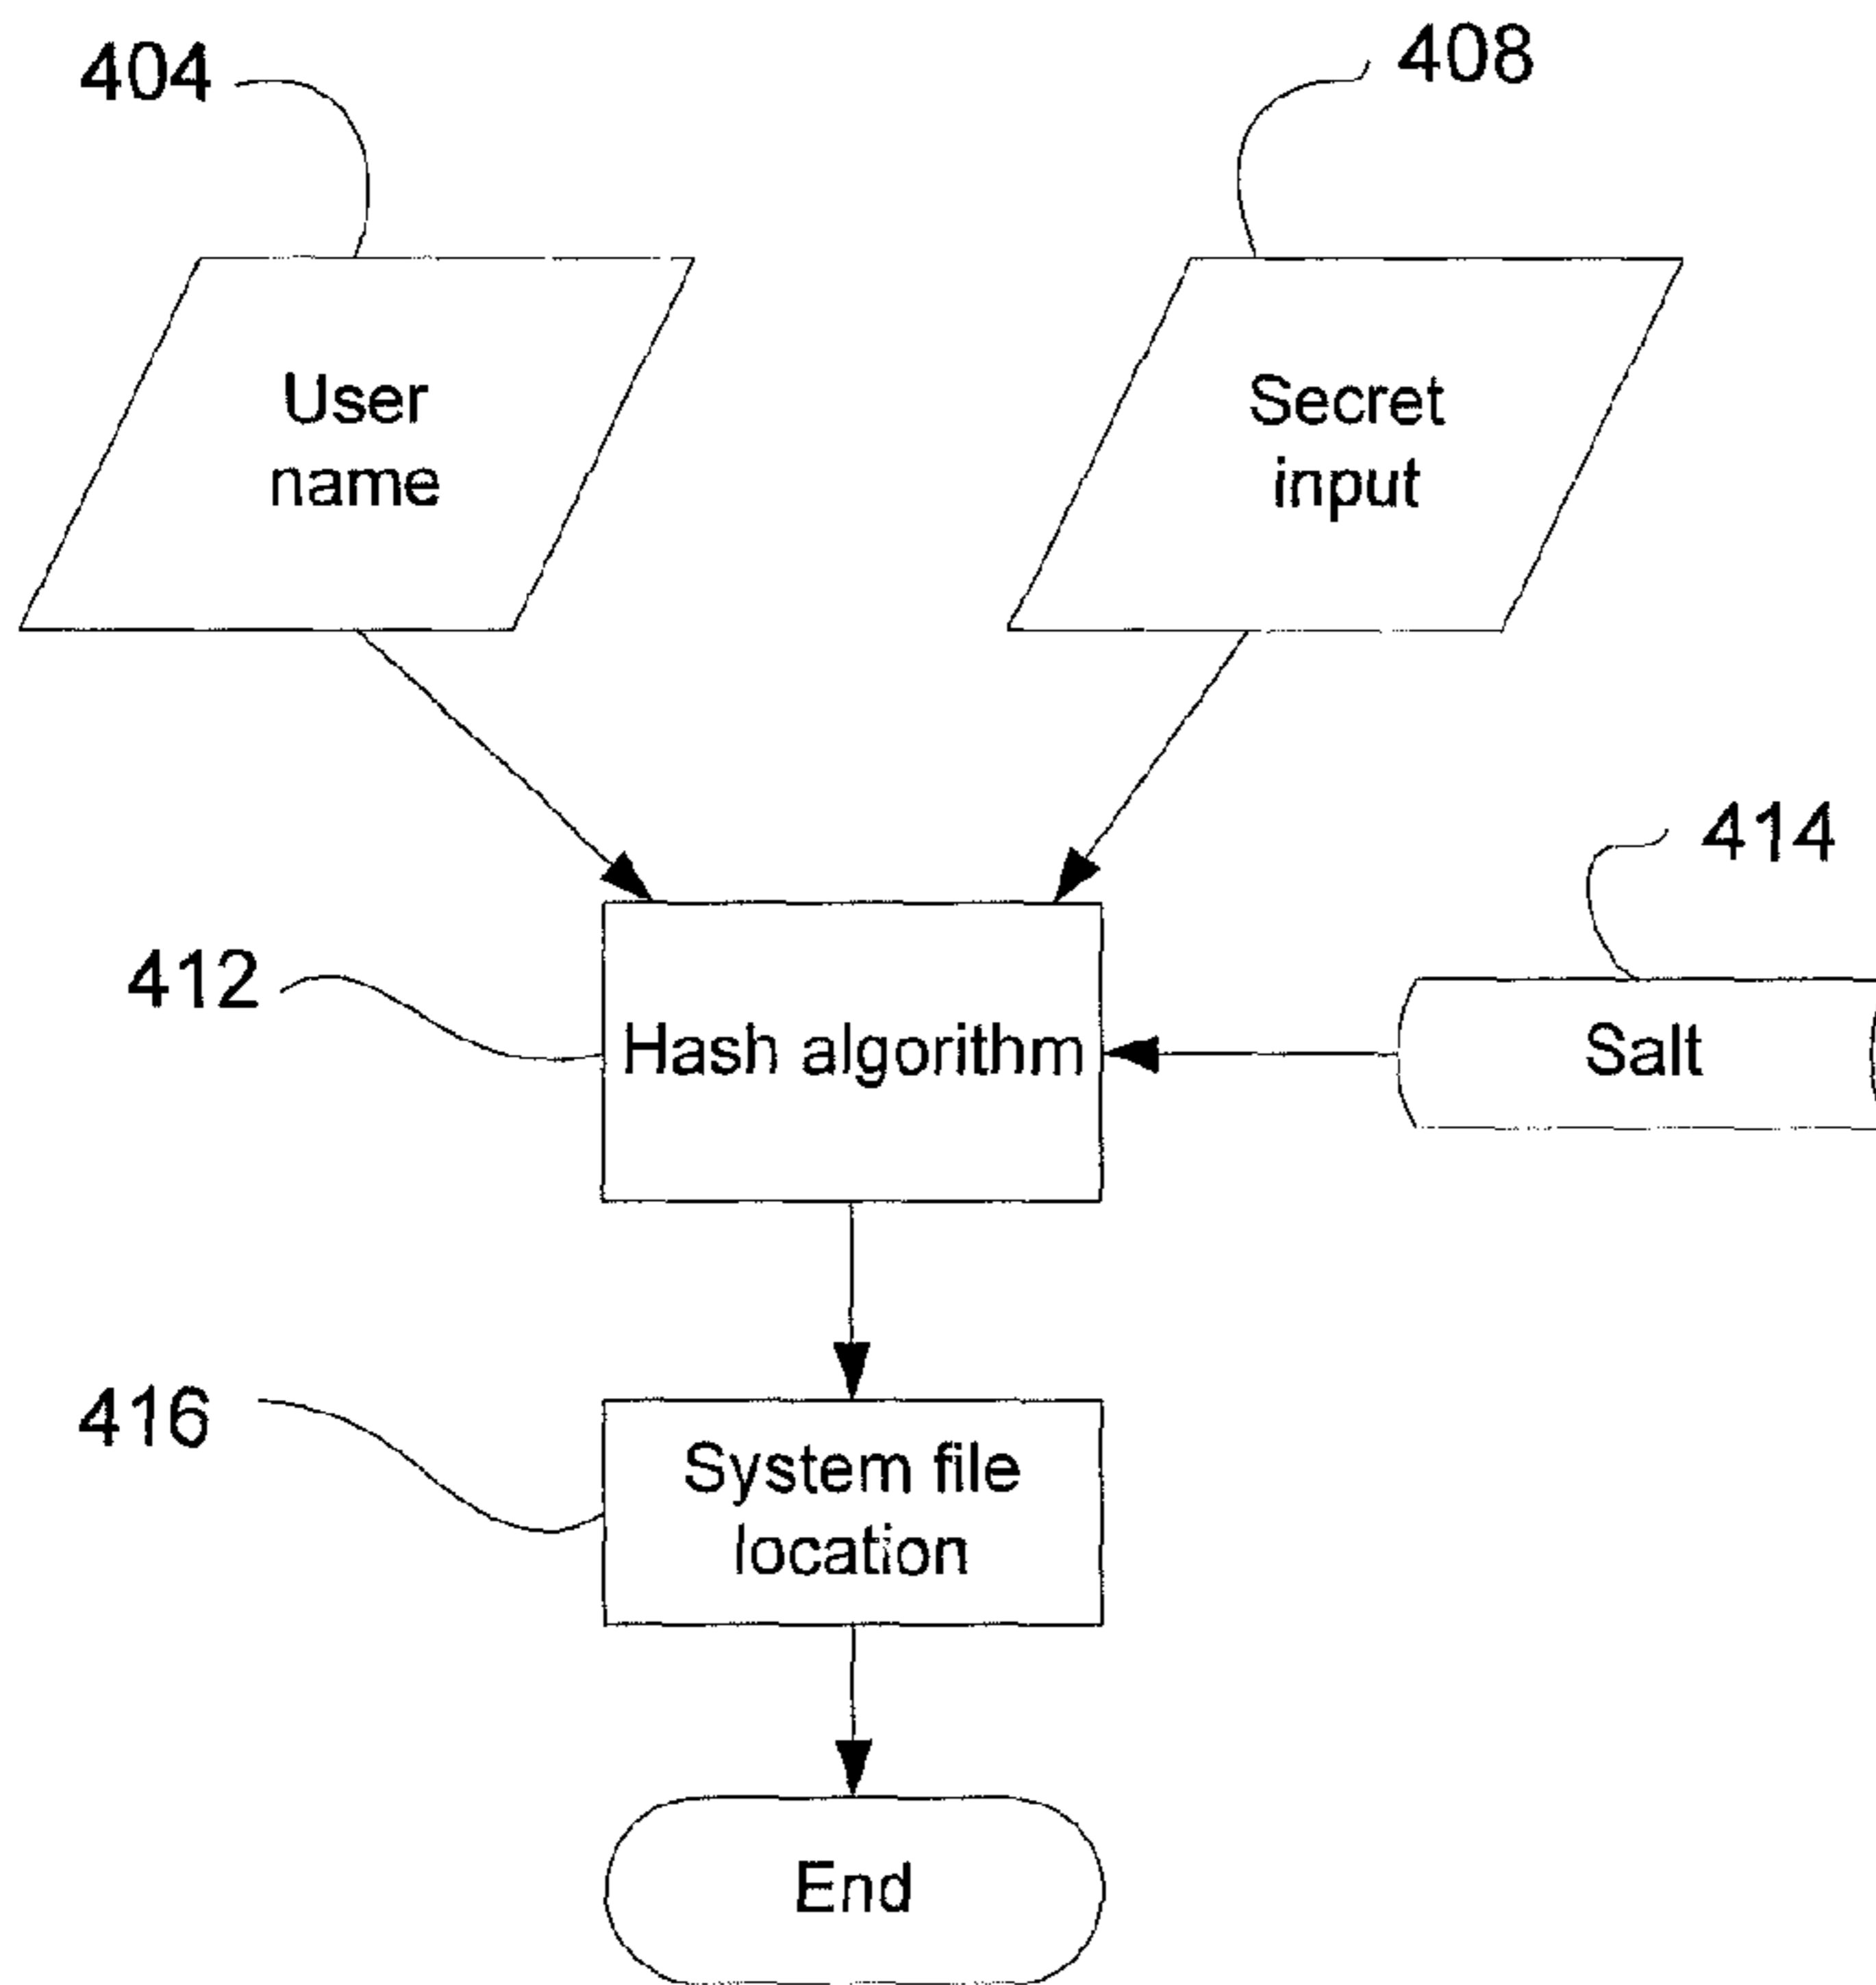 404
408
User
name
Secret
input
414
412
Hash algorithm
Salt
416
System file
location
End